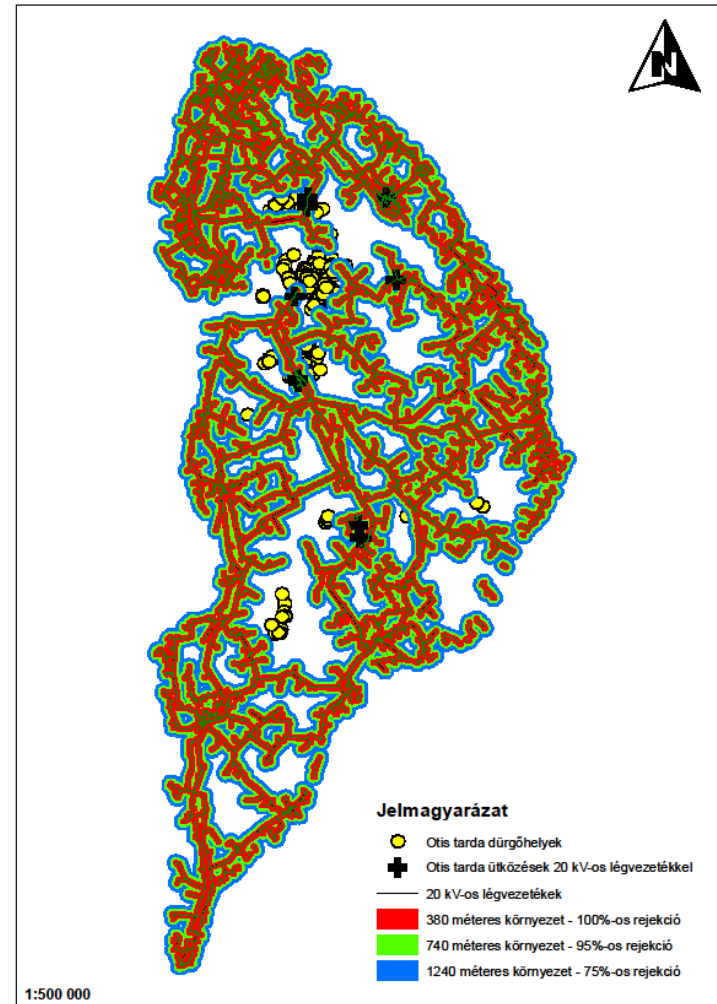 N
Jelmagyarázat
Otis tarda dürgőhelyek
Otis tarda ütközések 20 kV-os légvezetékkel
20 kV-os légvezetékek
380 méteres környezet - 100%-os rejekció
740 méteres környezet - 95%-os rejekció
1240 méteres környezet - 75%-os rejekció
1:500 000